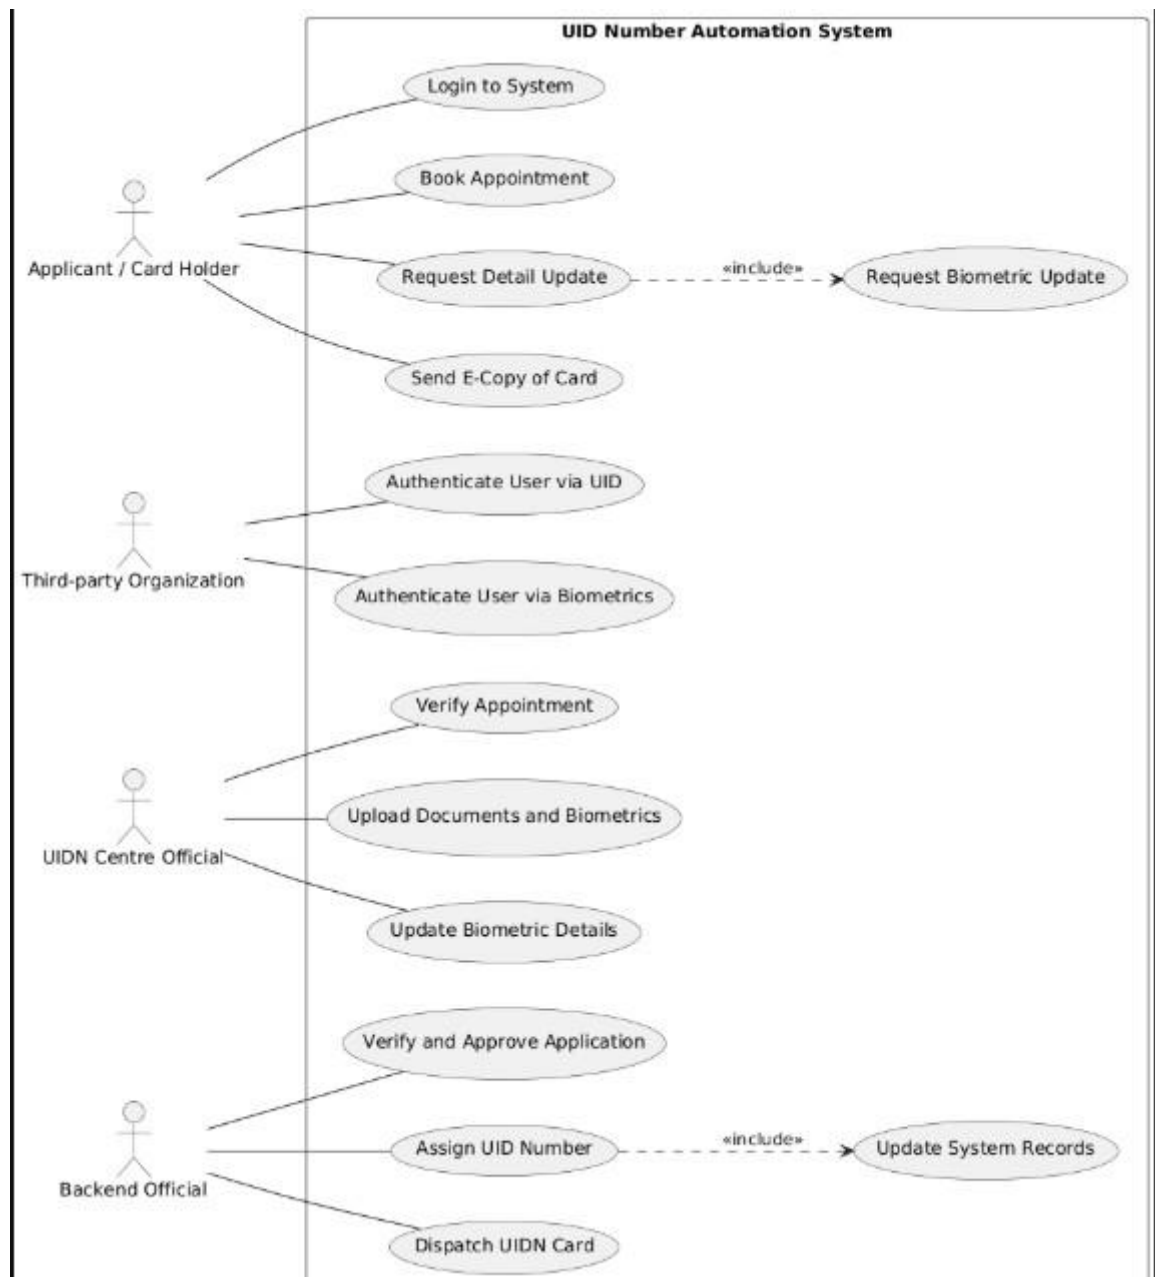 UID Number Automation System
Login to System
Book Appointment
Applicant / Card Holder
Request Detail Update
«include»
Request Biometric Update
Send E-Copy of Card
Authenticate User via UID
Third-party Organization
Authenticate User via Biometrics
Verify Appointment
Upload Documents and Biometrics
UIDN Centre Official
Update Biometric Details
Verify and Approve Application
Assign UID Number
«include»
Update System Records
Backend Official
Dispatch UIDN Card